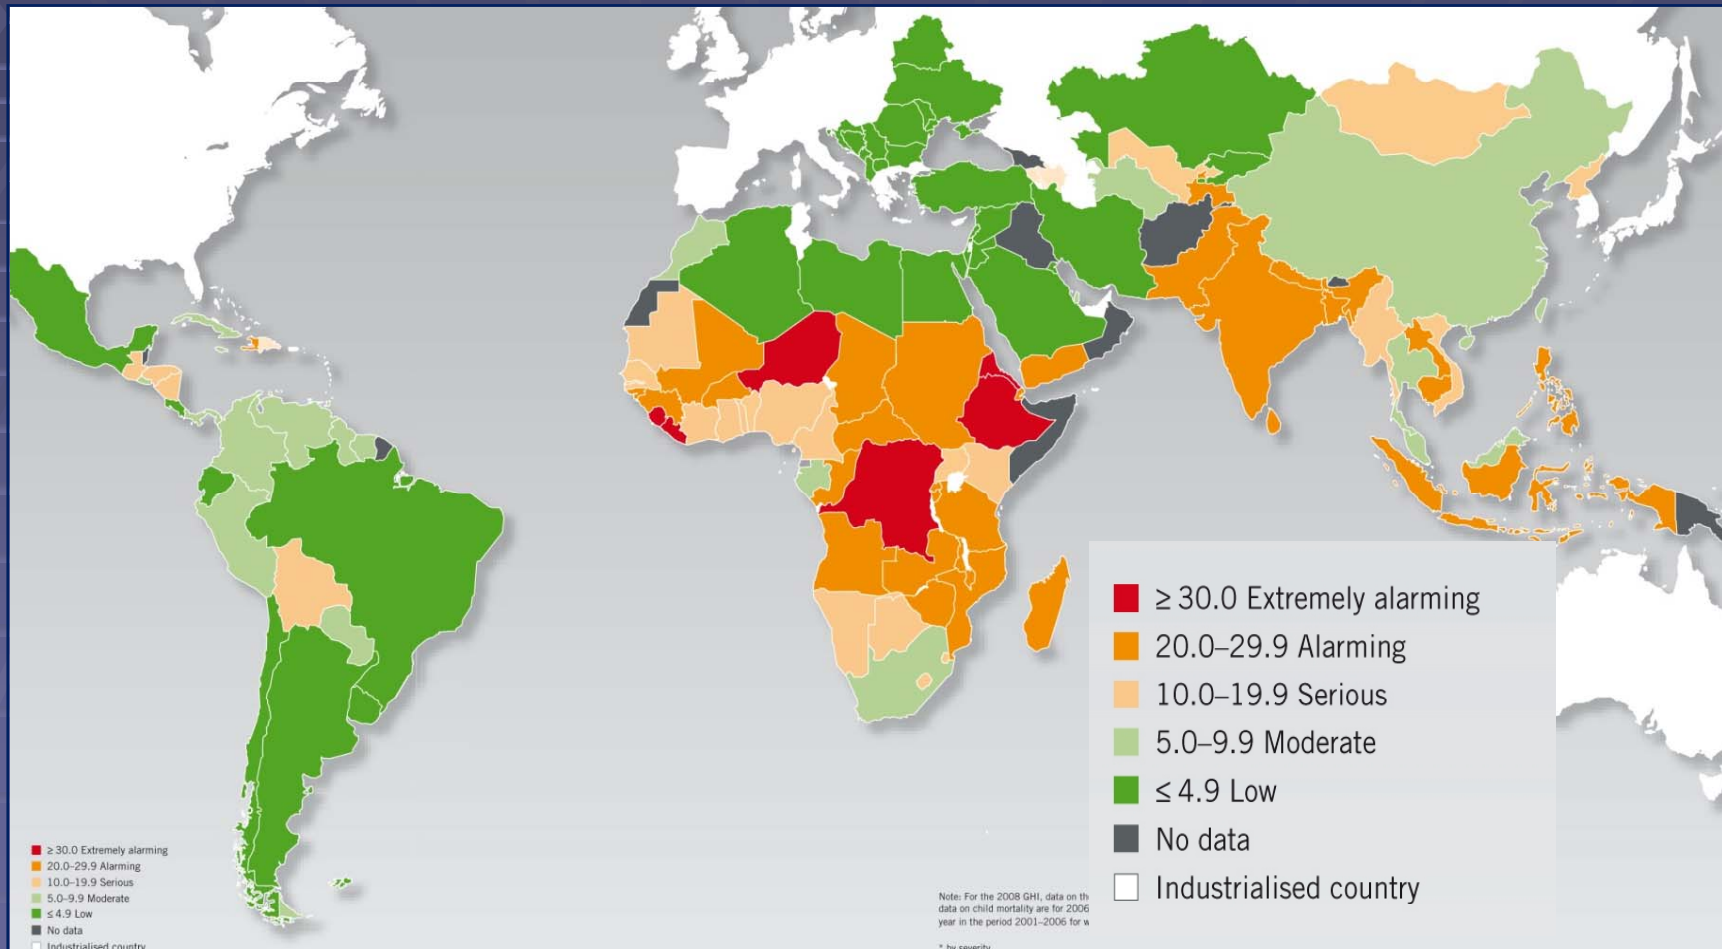 ≥ 30.0 Extremely alarming
20.0–29.9 Alarming
10.0–19.9 Serious
5.0–9.9 Moderate
≤ 4.9 Low
No data
Industrialised country
≥ 30.0 Extremely alarming
20.0–29.9 Alarming
10.0–19.9 Serious
5.0–9.9 Moderate
≤ 4.9 Low
No data
Industrialised country
Note: For the 2008 GHI, data on th
data on child mortality are for 2006
year in the period 2001–2006 for w
* by severity